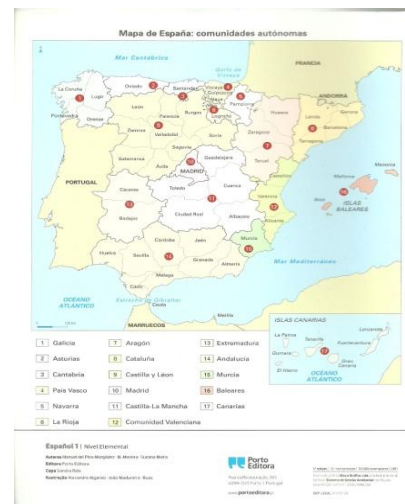 Mapa de España: comunidades autónomas
Mar Cantábrico
Golfo de
Vizcaya
FRANCIA
ANDORRA
La Coruña
Lugo
Oviedo
Santander
Vizcaya
Pontevedra
Orense
León
Palencia
Burgos
Logroño
Pamplona
Huesca
Lérida
Gerona
Barcelona
Tarragona
Zamora
Valladolid
Soria
Zaragoza
Teruel
Salamanca
Segovia
Ávila
Guadalajara
MADRID
PORTUGAL
Cáceres
Toledo
Cuenca
Castellón
Valencia
Alicante
Menorca
Mallorca
Ibiza
ISLAS
BALEARES
Badajoz
Ciudad Real
Albacete
Murcia
Huelva
Sevilla
Córdoba
Jaén
Granada
Almería
Málaga
Cádiz
Mar Mediterráneo
OCÉANO
ATLÁNTICO
Estrecho de Gibraltar
Ceuta
Melilla
MARRUECOS
ISLAS CANARIAS
La Palma
Tenerife
Lanzarote
Fuerteventura
Gomera
El Hierro
Gran
Canaria
OCÉANO
ATLÁNTICO
1 Galicia
2 Asturias
3 Cantabria
4 País Vasco
5 Navarra
6 La Rioja
7 Aragón
8 Cataluña
9 Castilla y León
10 Madrid
11 Castilla-La Mancha
12 Comunidad Valenciana
13 Extremadura
14 Andalucía
15 Murcia
16 Baleares
17 Canarias
Español 1 | Nivel Elemental
Editora Porto Editora
Porto
Editora
www.portoeditora.pt